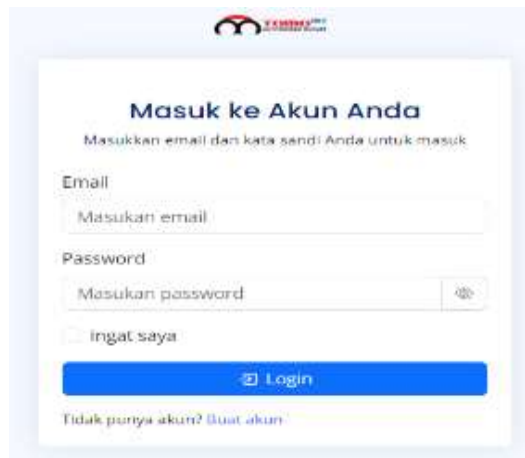 Masuk ke Akun Anda
Masukkan email dan kata sandi Anda untuk masuk
Email
Masukan email
Password
Masukan password
Ingat saya
Login
Tidak punya akun? Buat akun